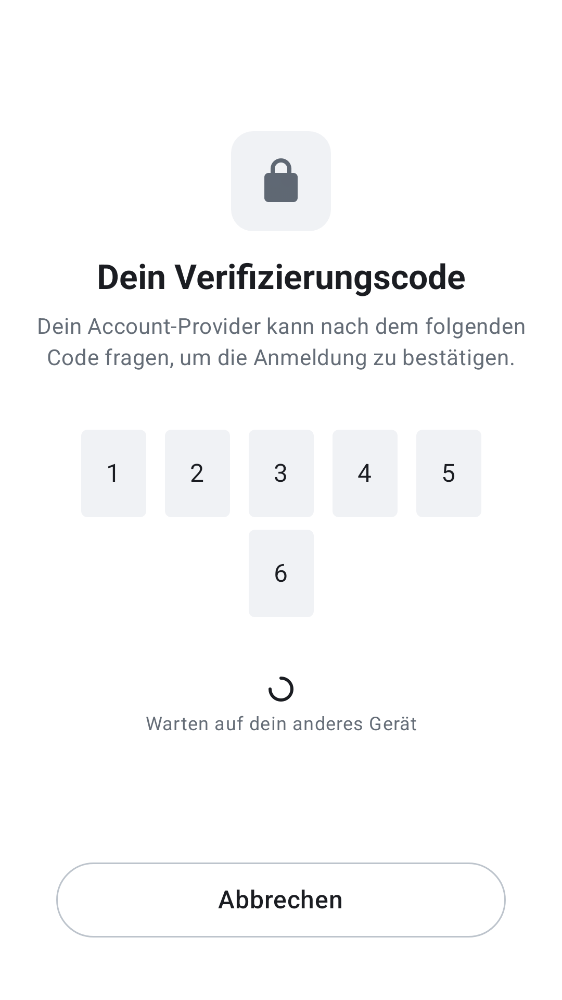 Dein Verifizierungscode
Dein Account-Provider kann nach dem folgenden
Code fragen, um die Anmeldung zu bestätigen.
1 2 3 4 5
6
Warten auf dein anderes Gerät
Abbrechen